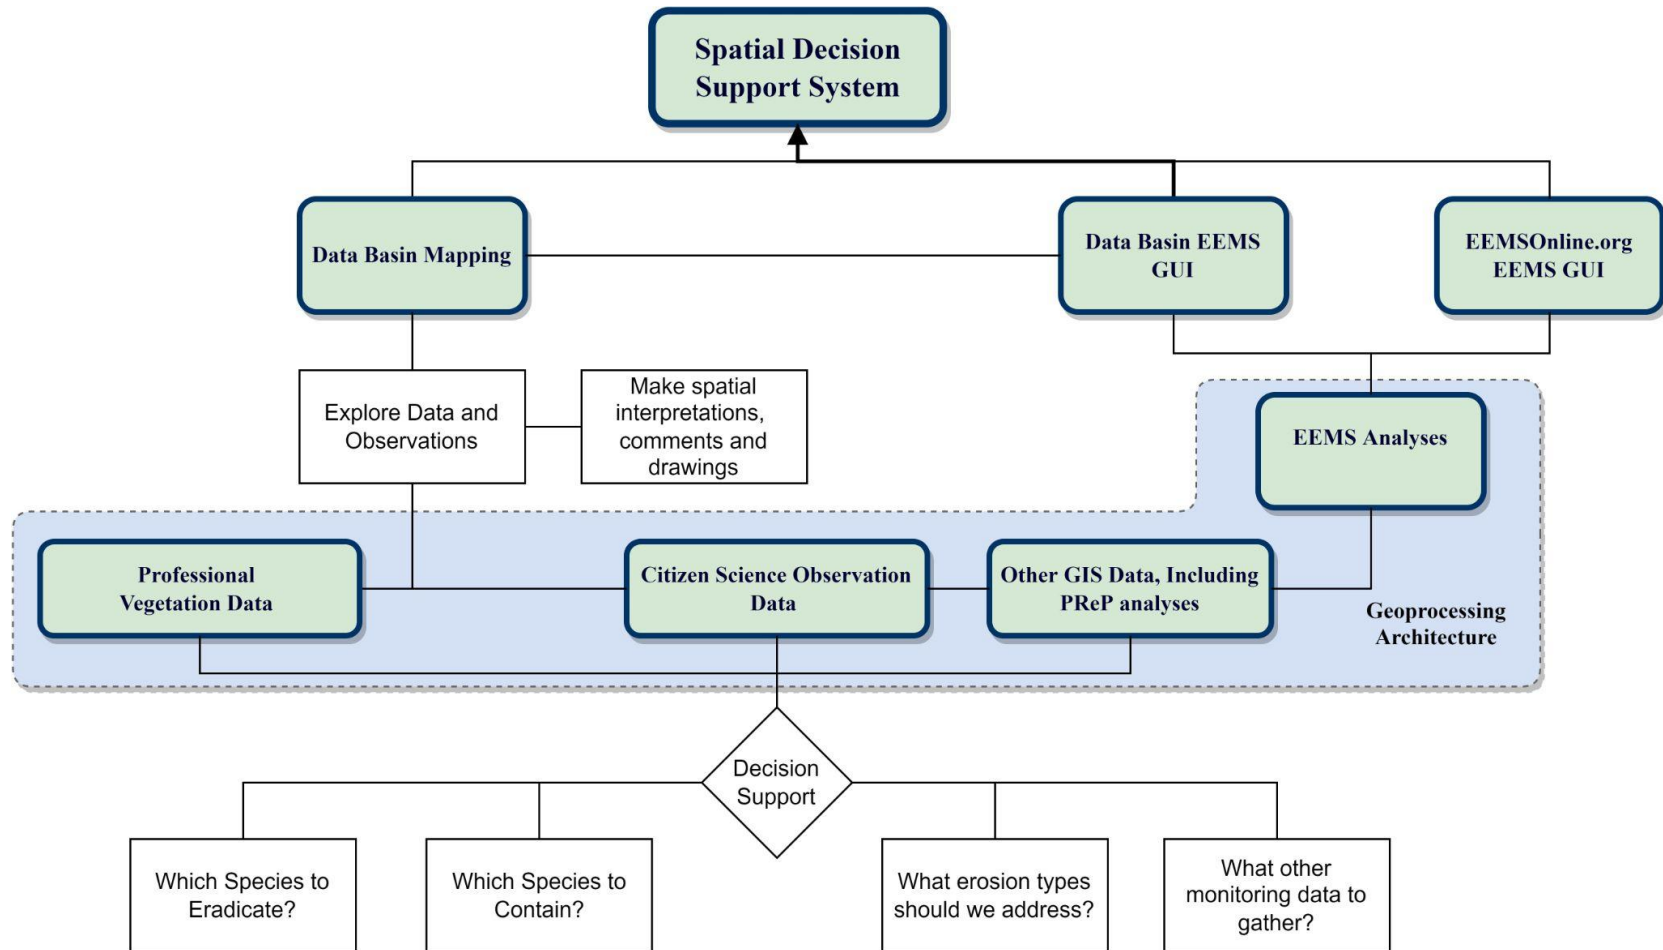 Spatial Decision
Support System
Data Basin Mapping
Data Basin EEMS
GUI
EEMSOnline.org
EEMS GUI
Explore Data and
Observations
Make spatial
interpretations,
comments and
drawings
EEMS Analyses
Professional
Vegetation Data
Citizen Science Observation
Data
Other GIS Data, Including
PReP analyses
Geoprocessing
Architecture
Decision
Support
Which Species to
Eradicate?
Which Species to
Contain?
What erosion types
should we address?
What other
monitoring data to
gather?